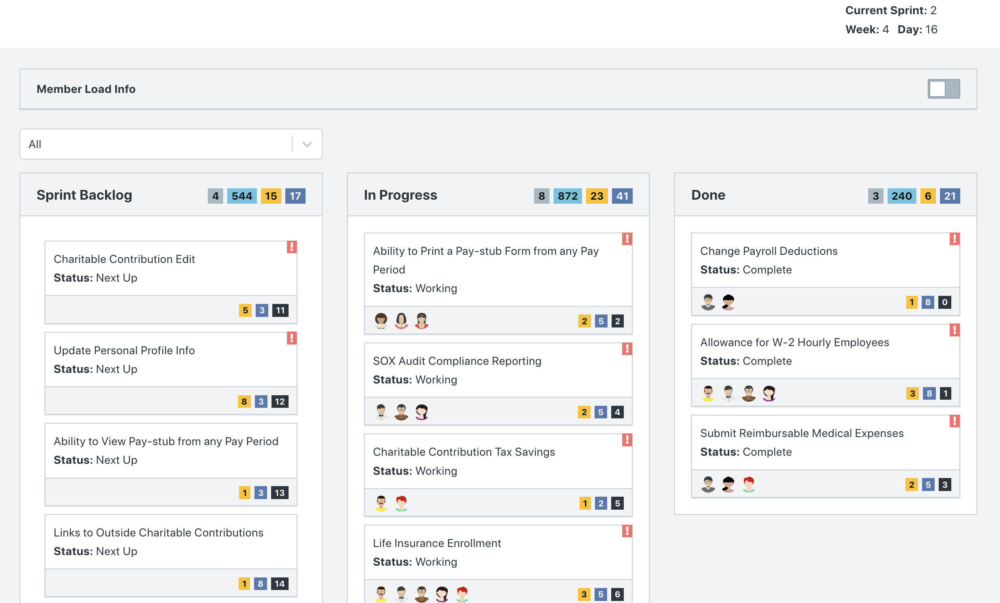 Current Sprint: 2
Week: 4 Day: 16
Member Load Info
All
Sprint Backlog 4 544 15 17
!
Charitable Contribution Edit
Status: Next Up
5 3 11
!
Update Personal Profile Info
Status: Next Up
8 3 12
Ability to View Pay-stub from any Pay Period
Status: Next Up
1 3 13
Links to Outside Charitable Contributions
Status: Next Up
1 8 14
In Progress 8 872 23 41
!
Ability to Print a Pay-stub Form from any Pay
Period
Status: Working
2 5 2
!
SOX Audit Compliance Reporting
Status: Working
2 5 4
!
Charitable Contribution Tax Savings
Status: Working
1 2 5
!
Life Insurance Enrollment
Status: Working
3 5 6
Done 3 240 6 21
!
Change Payroll Deductions
Status: Complete
1 8 0
!
Allowance for W-2 Hourly Employees
Status: Complete
3 8 1
!
Submit Reimbursable Medical Expenses
Status: Complete
2 5 3